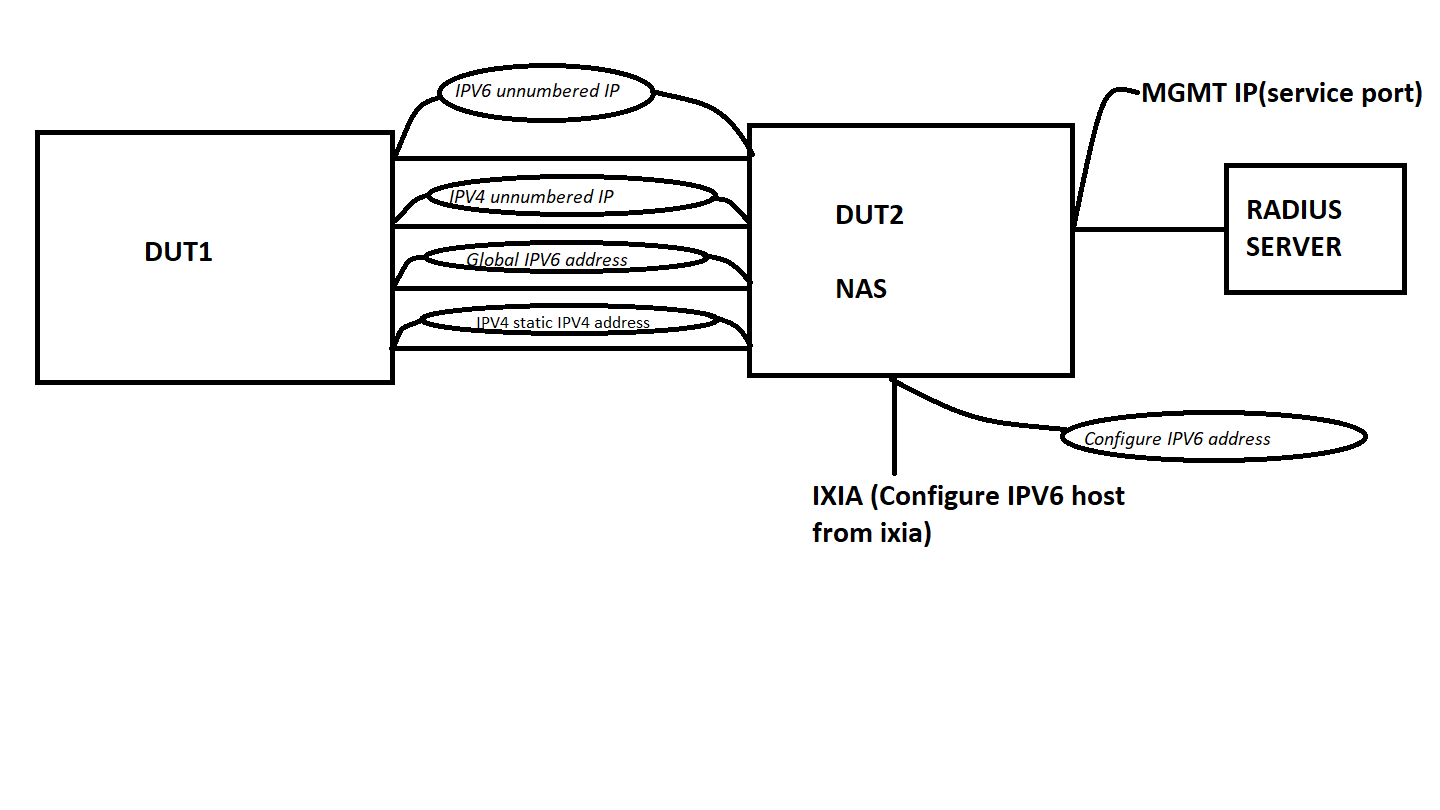 IPV6 unnumbered IP
MGMT IP(service port)
IPV4 unnumbered IP
DUT1
DUT2
NAS
RADIUS
SERVER
Global IPV6 address
IPV4 static IPV4 address
Configure IPV6 address
IXIA (Configure IPV6 host
from ixia)